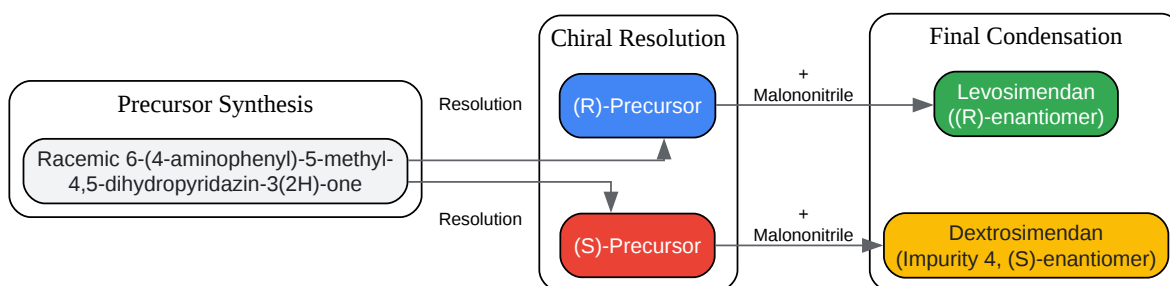 Precursor Synthesis
Racemic 6-(4-aminophenyl)-5-methyl-
4,5-dihydropyridazin-3(2H)-one
Resolution
Resolution
Chiral Resolution
(R)-Precursor
(S)-Precursor
+
Malononitrile
+
Malononitrile
Final Condensation
Levosimendan
((R)-enantiomer)
Dextrosimendan
(Impurity 4, (S)-enantiomer)